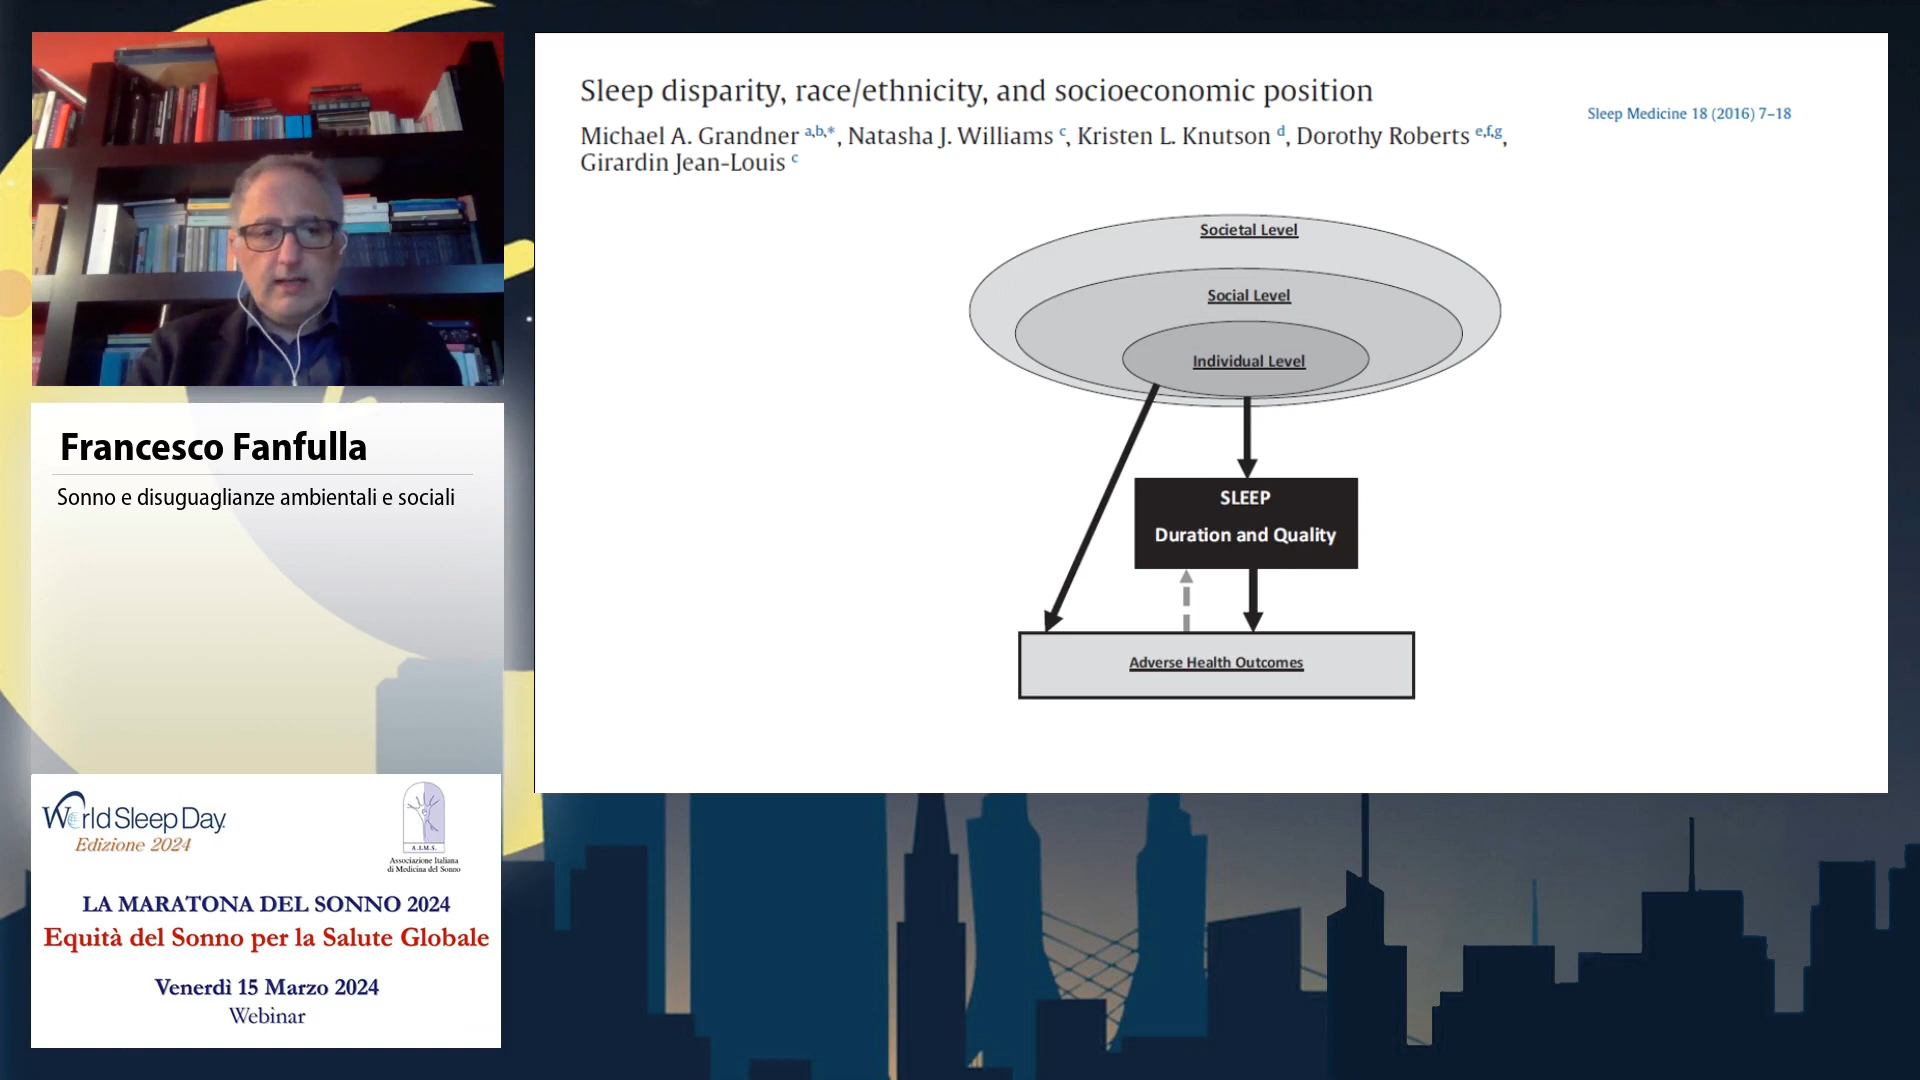 Francesco Fanfulla
Sonno e disuguaglianze ambientali e sociali
World Sleep Day
Edizione 2024
A.I.M.S.
Associazione Italiana
di Medicina del Sonno
LA MARATONA DEL SONNO 2024
Equità del Sonno per la Salute Globale
Venerdì 15 Marzo 2024
Webinar
Sleep disparity, race/ethnicity, and socioeconomic position
Sleep Medicine 18 (2016) 7–18
Michael A. Grandner a,b,*, Natasha J. Williams c, Kristen L. Knutson d, Dorothy Roberts e,f,g,
Girardin Jean-Louis c
Societal Level
Social Level
Individual Level
SLEEP
Duration and Quality
Adverse Health Outcomes